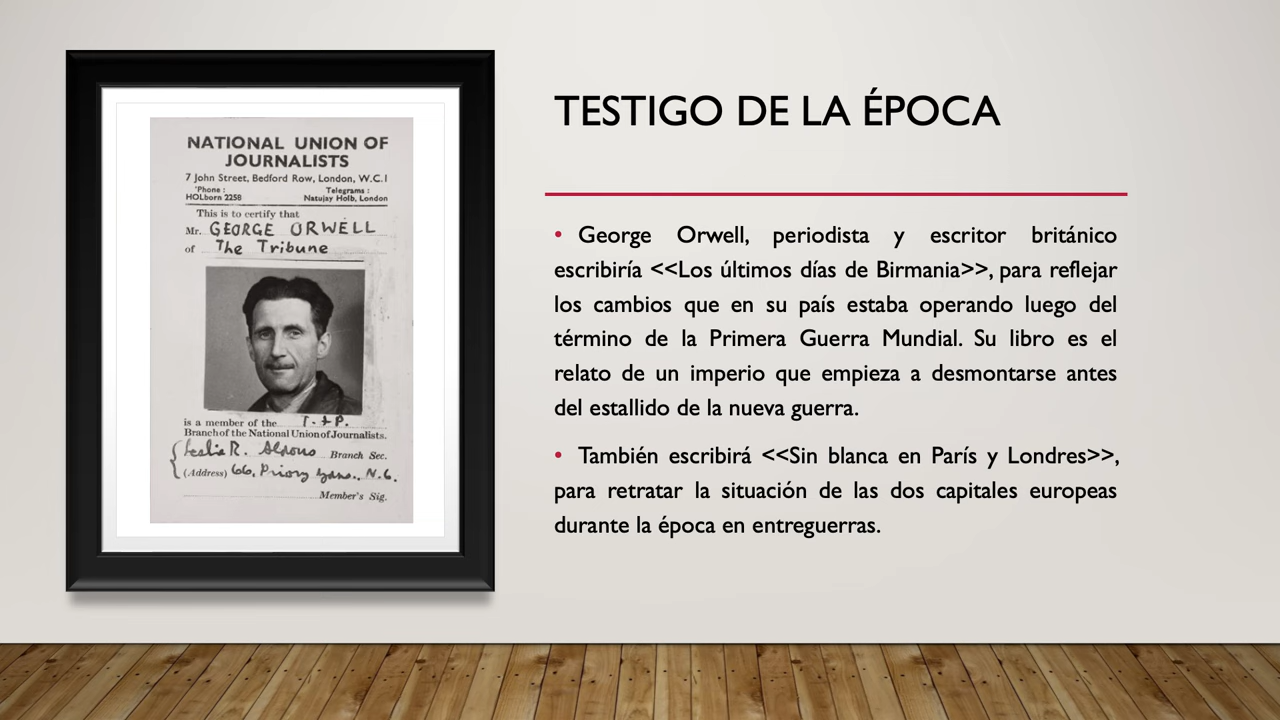 NATIONAL UNION OF
JOURNALISTS
7 John Street, Bedford Row, London, W.C.1
'Phone :
HOLborn 2258
Telegrams :
Natujay Holb, London
This is to certify that
Mr. GEORGE ORWELL
of The Tribune
is a member of the T. & P.
Branch of the National Union of Journalists.
Leslie R. Aldous Branch Sec.
(Address) 66, Priory Gdns., N.6.
Member's Sig.
TESTIGO DE LA ÉPOCA
• George Orwell, periodista y escritor británico
escribiría <<Los últimos días de Birmania>>, para reflejar
los cambios que en su país estaba operando luego del
término de la Primera Guerra Mundial. Su libro es el
relato de un imperio que empieza a desmontarse antes
del estallido de la nueva guerra.
• También escribirá <<Sin blanca en París y Londres>>,
para retratar la situación de las dos capitales europeas
durante la época en entreguerras.